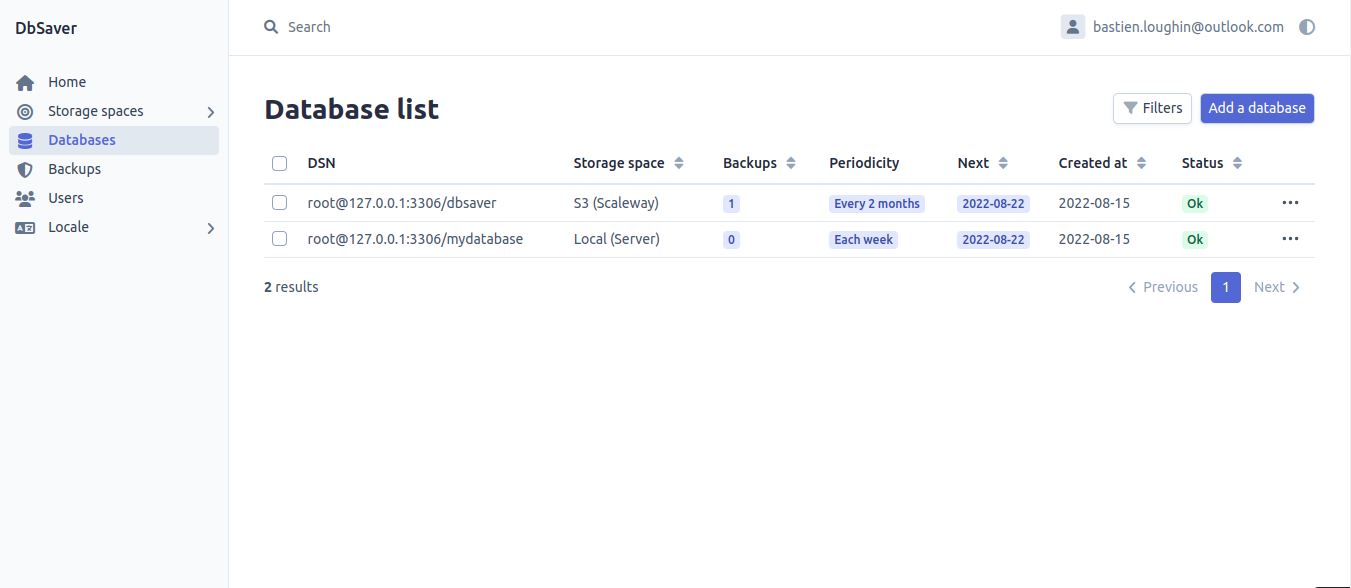 DbSaver
Search
bastien.loughin@outlook.com
Home
Storage spaces
Databases
Backups
Users
Locale
Database list
Filters
Add a database
DSN Storage space Backups Periodicity Next Created at Status
root@127.0.0.1:3306/dbsaver S3 (Scaleway) 1 Every 2 months 2022-08-22 2022-08-15 Ok
root@127.0.0.1:3306/mydatabase Local (Server) 0 Each week 2022-08-22 2022-08-15 Ok
2 results
Previous 1 Next